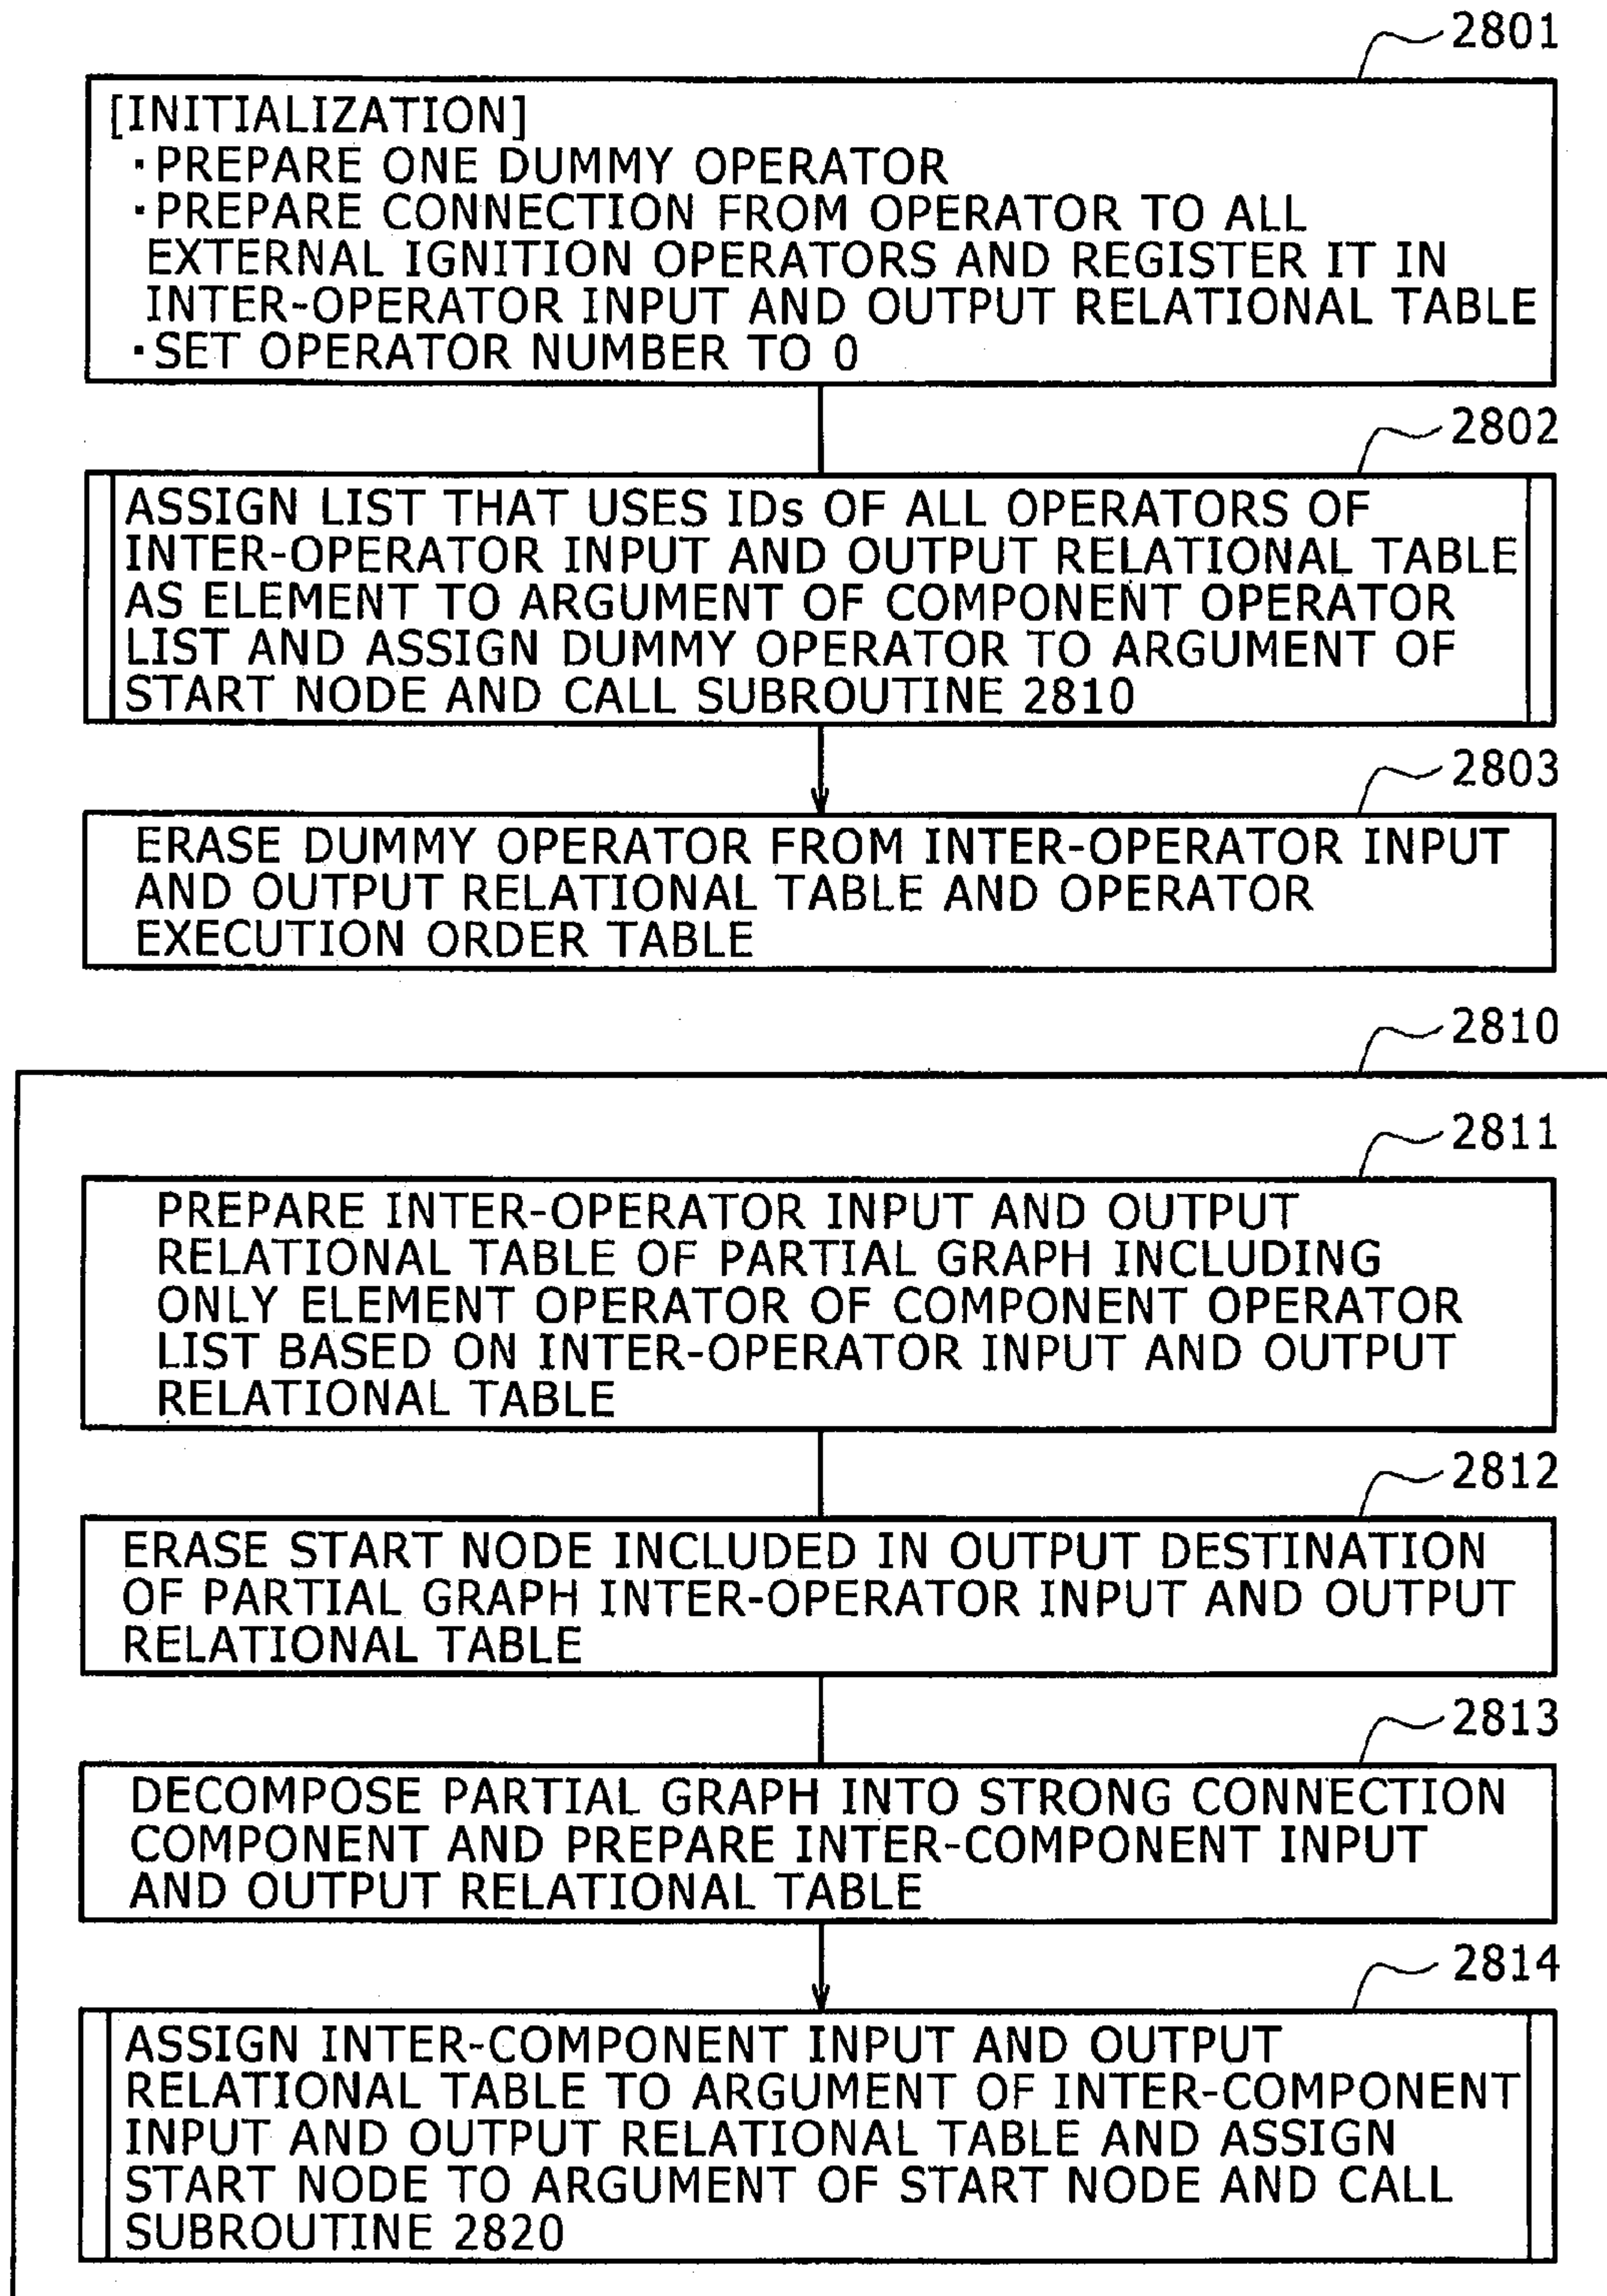 2801
[INITIALIZATION]
·PREPARE ONE DUMMY OPERATOR
·PREPARE CONNECTION FROM OPERATOR TO ALL
EXTERNAL IGNITION OPERATORS AND REGISTER IT IN
INTER-OPERATOR INPUT AND OUTPUT RELATIONAL TABLE
·SET OPERATOR NUMBER TO 0
2802
ASSIGN LIST THAT USES IDs OF ALL OPERATORS OF
INTER-OPERATOR INPUT AND OUTPUT RELATIONAL TABLE
AS ELEMENT TO ARGUMENT OF COMPONENT OPERATOR
LIST AND ASSIGN DUMMY OPERATOR TO ARGUMENT OF
START NODE AND CALL SUBROUTINE 2810
2803
ERASE DUMMY OPERATOR FROM INTER-OPERATOR INPUT
AND OUTPUT RELATIONAL TABLE AND OPERATOR
EXECUTION ORDER TABLE
2810
2811
PREPARE INTER-OPERATOR INPUT AND OUTPUT
RELATIONAL TABLE OF PARTIAL GRAPH INCLUDING
ONLY ELEMENT OPERATOR OF COMPONENT OPERATOR
LIST BASED ON INTER-OPERATOR INPUT AND OUTPUT
RELATIONAL TABLE
2812
ERASE START NODE INCLUDED IN OUTPUT DESTINATION
OF PARTIAL GRAPH INTER-OPERATOR INPUT AND OUTPUT
RELATIONAL TABLE
2813
DECOMPOSE PARTIAL GRAPH INTO STRONG CONNECTION
COMPONENT AND PREPARE INTER-COMPONENT INPUT
AND OUTPUT RELATIONAL TABLE
2814
ASSIGN INTER-COMPONENT INPUT AND OUTPUT
RELATIONAL TABLE TO ARGUMENT OF INTER-COMPONENT
INPUT AND OUTPUT RELATIONAL TABLE AND ASSIGN
START NODE TO ARGUMENT OF START NODE AND CALL
SUBROUTINE 2820